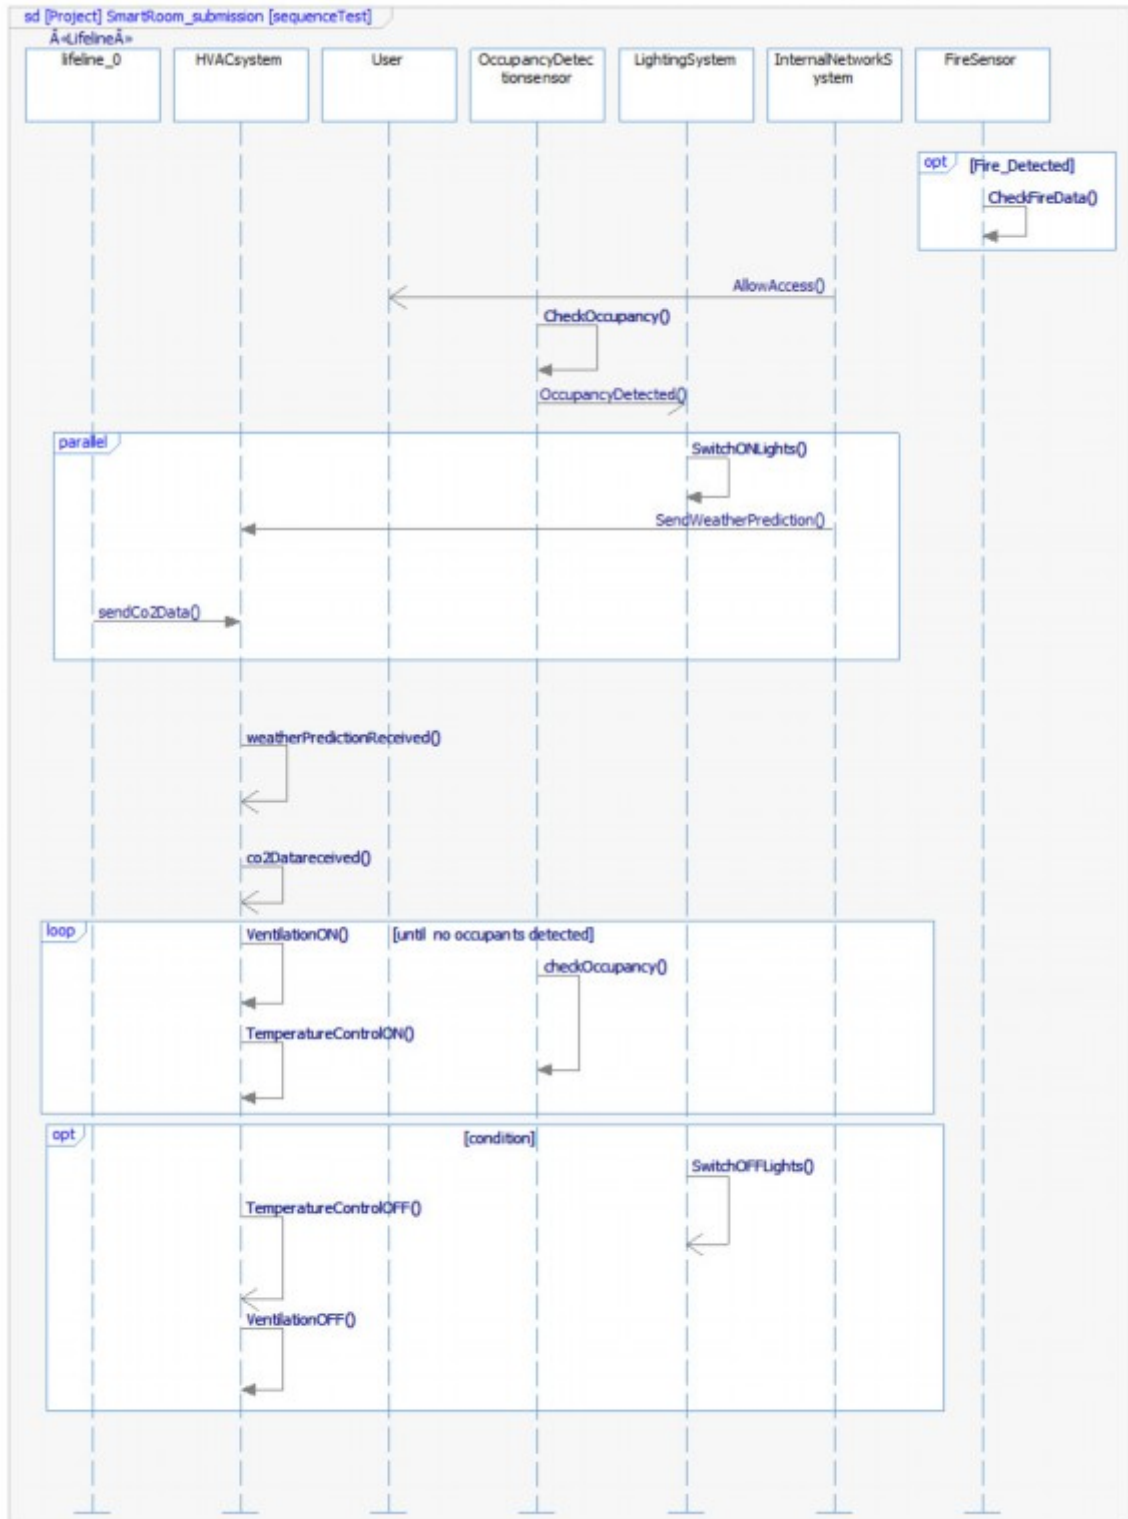 sd [Project] SmartRoom_submission [sequenceTest]
Â«LifelineÂ»
lifeline_0
HVACsystem
User
OccupancyDetec
tionsensor
LightingSystem
InternalNetworkS
ystem
FireSensor
opt [Fire_Detected]
CheckFireData()
AllowAccess()
CheckOccupancy()
OccupancyDetected()
parallel
SwitchONLights()
SendWeatherPrediction()
sendCo2Data()
weatherPredictionReceived()
co2Datareceived()
loop
VentilationON()
[until no occupants detected]
checkOccupancy()
TemperatureControlON()
opt
[condition]
SwitchOFFLights()
TemperatureControlOFF()
VentilationOFF()